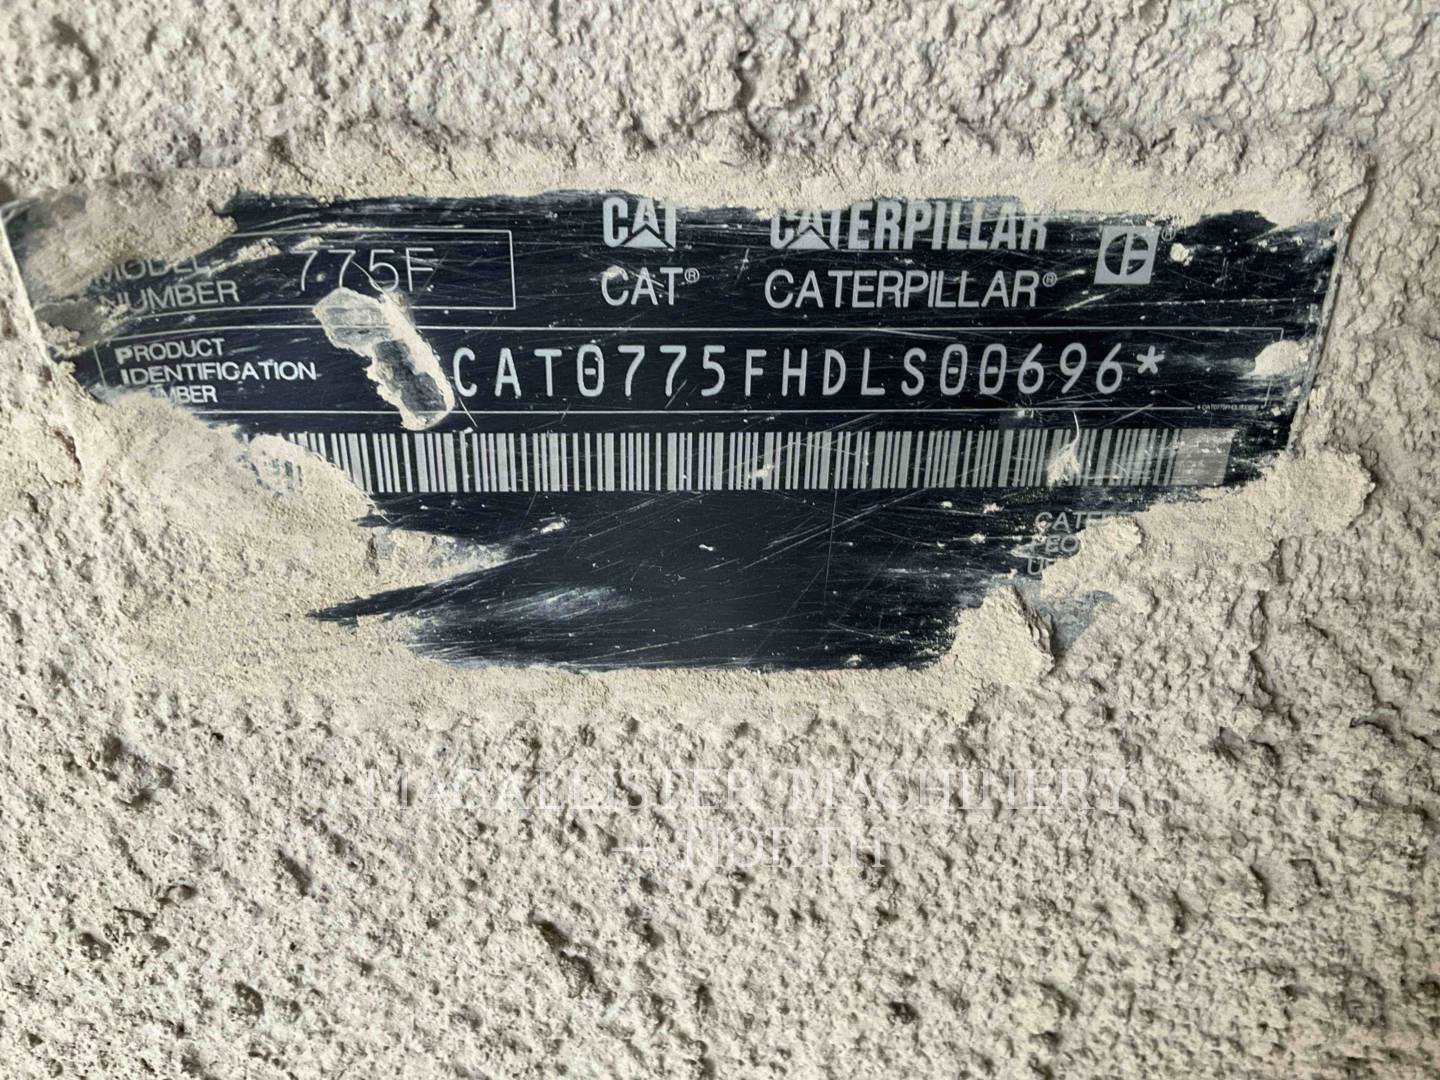 CAT CATERPILLAR
MODEL 775F
NUMBER CAT® CATERPILLAR®
PRODUCT
IDENTIFICATION CAT0775FHDLS00696*
NUMBER
MACALLISTER MACHINERY
- NORTH